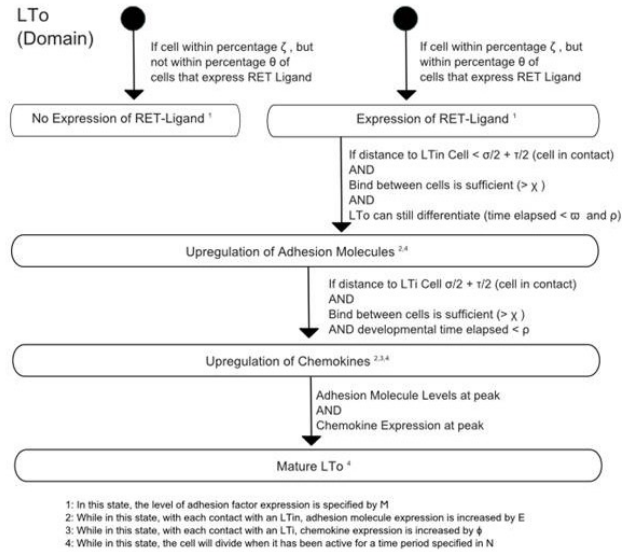 LTo
(Domain)
If cell within percentage ζ , but
not within percentage θ of
cells that express RET Ligand
If cell within percentage ζ, but
within percentage θ of
cells that express RET Ligand
No Expression of RET-Ligand ¹
Expression of RET-Ligand ¹
If distance to LTin Cell < σ/2 + τ/2 (cell in contact)
AND
Bind between cells is sufficient (> χ )
AND
LTo can still differentiate (time elapsed < ϖ and ρ)
Upregulation of Adhesion Molecules ²,⁴
If distance to LTi Cell σ/2 + τ/2 (cell in contact)
AND
Bind between cells is sufficient (> χ )
AND developmental time elapsed < ρ
Upregulation of Chemokines ²,³,⁴
Adhesion Molecule Levels at peak
AND
Chemokine Expression at peak
Mature LTo ⁴
1: In this state, the level of adhesion factor expression is specified by M
2: While in this state, with each contact with an LTin, adhesion molecule expression is increased by E
3: While in this state, with each contact with an LTi, chemokine expression is increased by ϕ
4: While in this state, the cell will divide when it has been active for a time period specified in N